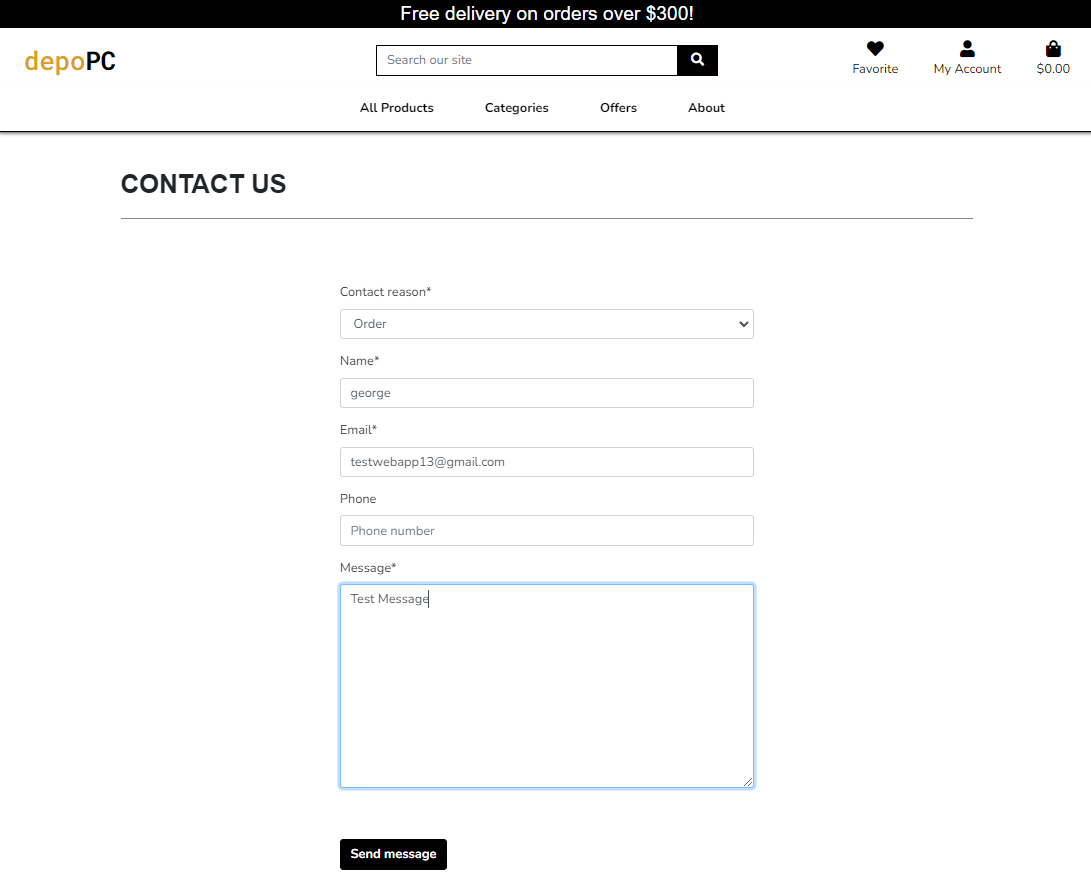 Free delivery on orders over $300!
depoPC
Search our site
Favorite
My Account
$0.00
All Products
Categories
Offers
About
CONTACT US
Contact reason*
Order
Name*
george
Email*
testwebapp13@gmail.com
Phone
Phone number
Message*
Test Message
Send message